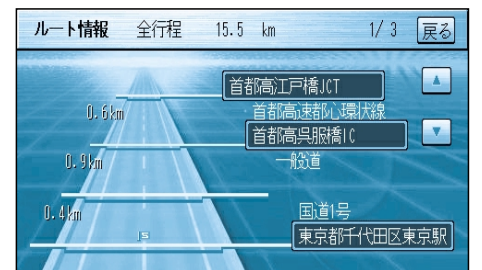 ルート情報 全行程 15.5 km 1/3 戻る
首都高江戸橋JCT
0.6km 首都高速都心環状線
首都高呉服橋IC
0.9km 一般道
0.4km 国道1号
東京都千代田区東京駅